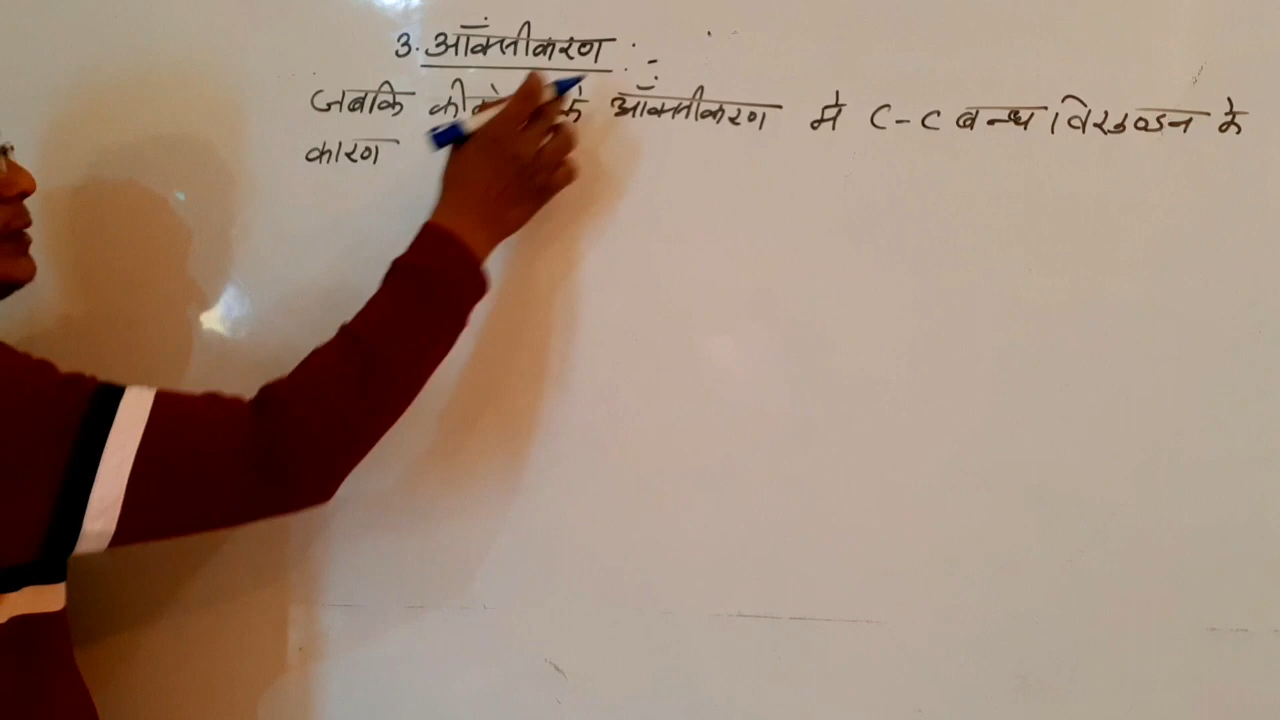 3. ऑक्सीकरण :-
जबकि के ऑक्सीकरण में C-C बन्ध विखण्डन के
कारण